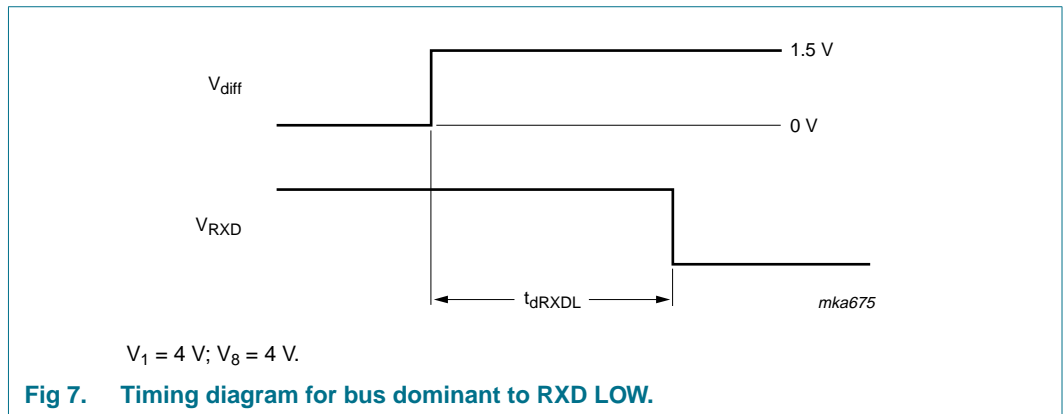 1.5 V
Vdiff
0 V
VRXD
tdRXDL
mka675
V1 = 4 V; V8 = 4 V.
Fig 7. Timing diagram for bus dominant to RXD LOW.